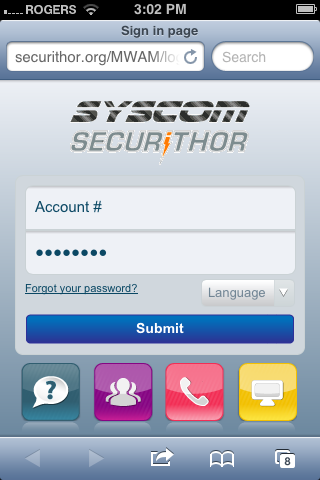 ROGERS 3:02 PM
Sign in page
securithor.org/MWAM/lo Search
SYSCOM
SECURITHOR
Account #
••••••••
Forgot your password? Language
Submit
?
8